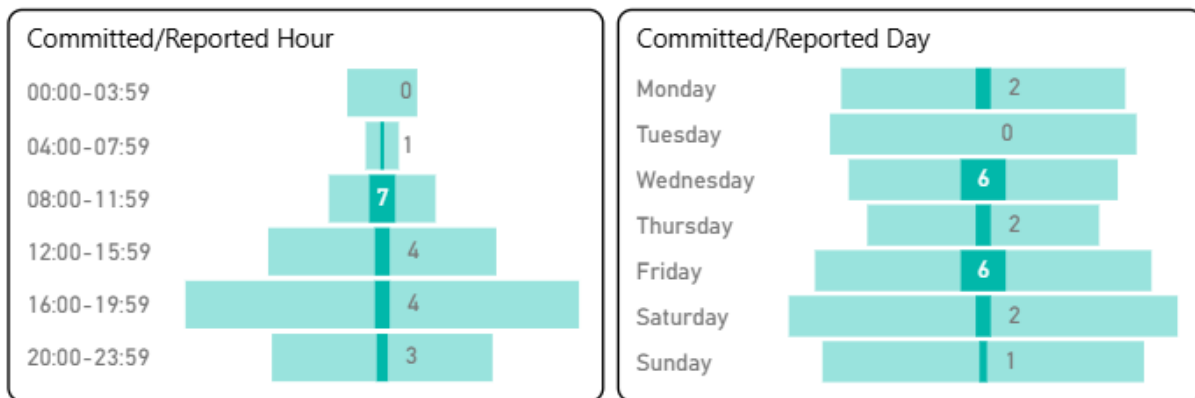 Committed/Reported Hour
00:00-03:59 0
04:00-07:59 1
08:00-11:59 7
12:00-15:59 4
16:00-19:59 4
20:00-23:59 3
Committed/Reported Day
Monday 2
Tuesday 0
Wednesday 6
Thursday 2
Friday 6
Saturday 2
Sunday 1